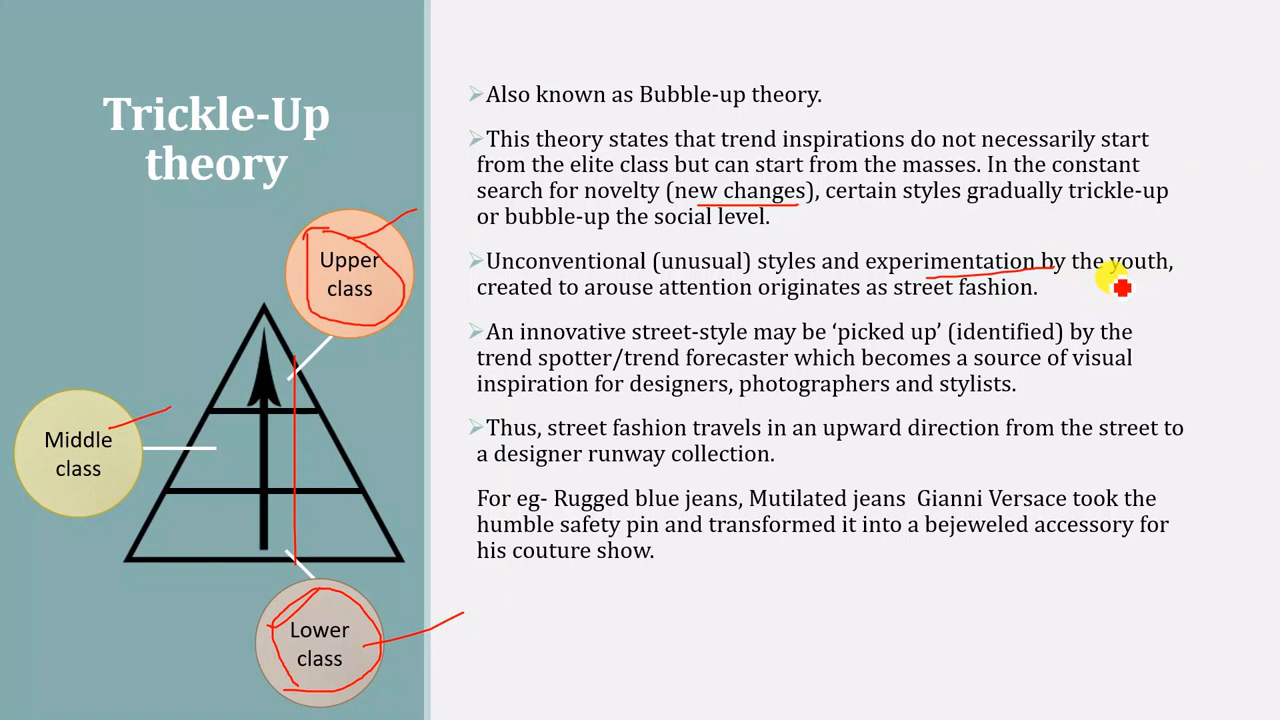 Trickle-Up
theory
Upper
class
Middle
class
Lower
class
Also known as Bubble-up theory.
This theory states that trend inspirations do not necessarily start
from the elite class but can start from the masses. In the constant
search for novelty (new changes), certain styles gradually trickle-up
or bubble-up the social level.
Unconventional (unusual) styles and experimentation by the youth,
created to arouse attention originates as street fashion.
An innovative street-style may be ‘picked up’ (identified) by the
trend spotter/trend forecaster which becomes a source of visual
inspiration for designers, photographers and stylists.
Thus, street fashion travels in an upward direction from the street to
a designer runway collection.
For eg- Rugged blue jeans, Mutilated jeans  Gianni Versace took the
humble safety pin and transformed it into a bejeweled accessory for
his couture show.